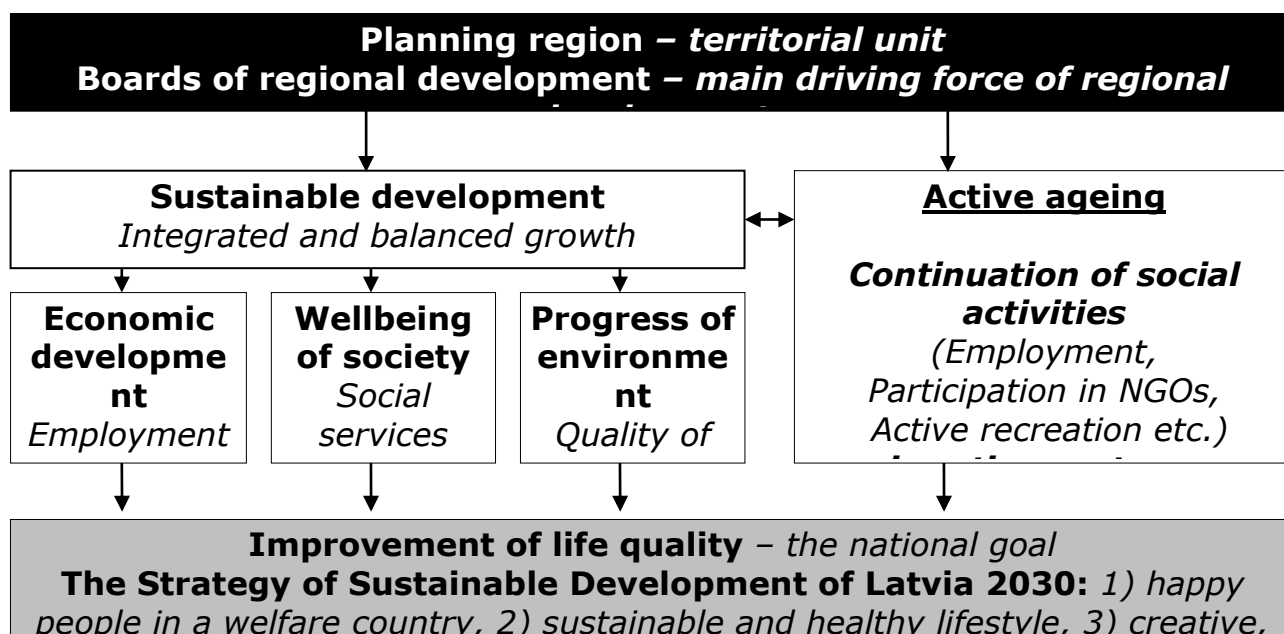 Planning region – territorial unit
Boards of regional development – main driving force of regional
Sustainable development
Integrated and balanced growth
Active ageing
Continuation of social
activities
(Employment,
Participation in NGOs,
Active recreation etc.)
Economic
developme
nt
Employment
Wellbeing
of society
Social
services
Progress of
environme
nt
Quality of
Improvement of life quality – the national goal
The Strategy of Sustainable Development of Latvia 2030: 1) happy
people in a welfare country, 2) sustainable and healthy lifestyle, 3) creative,